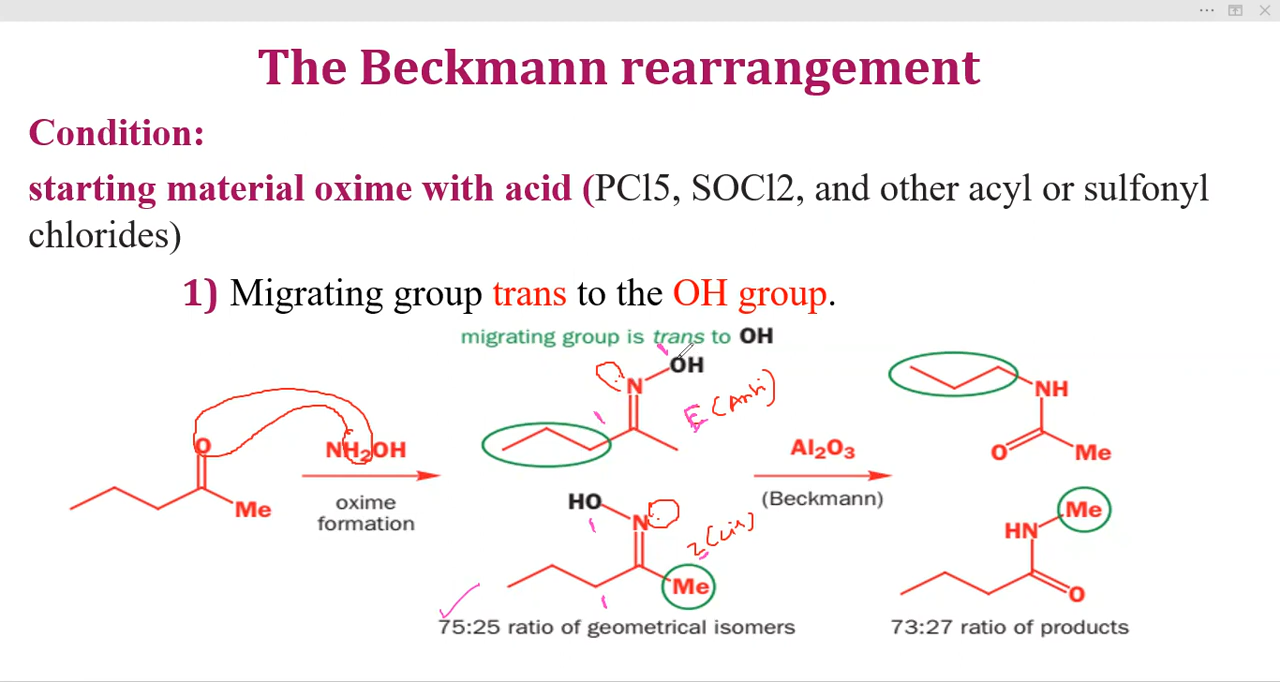 The Beckmann rearrangement
Condition:
starting material oxime with acid (PCl5, SOCl2, and other acyl or sulfonyl
chlorides)
1) Migrating group trans to the OH group.
migrating group is trans to OH
N
OH
E (Anti)
O
Me
NH₂OH
oxime
formation
HO
N
Z (cis)
Me
75:25 ratio of geometrical isomers
Al₂O₃
(Beckmann)
NH
O
Me
HN
Me
O
73:27 ratio of products